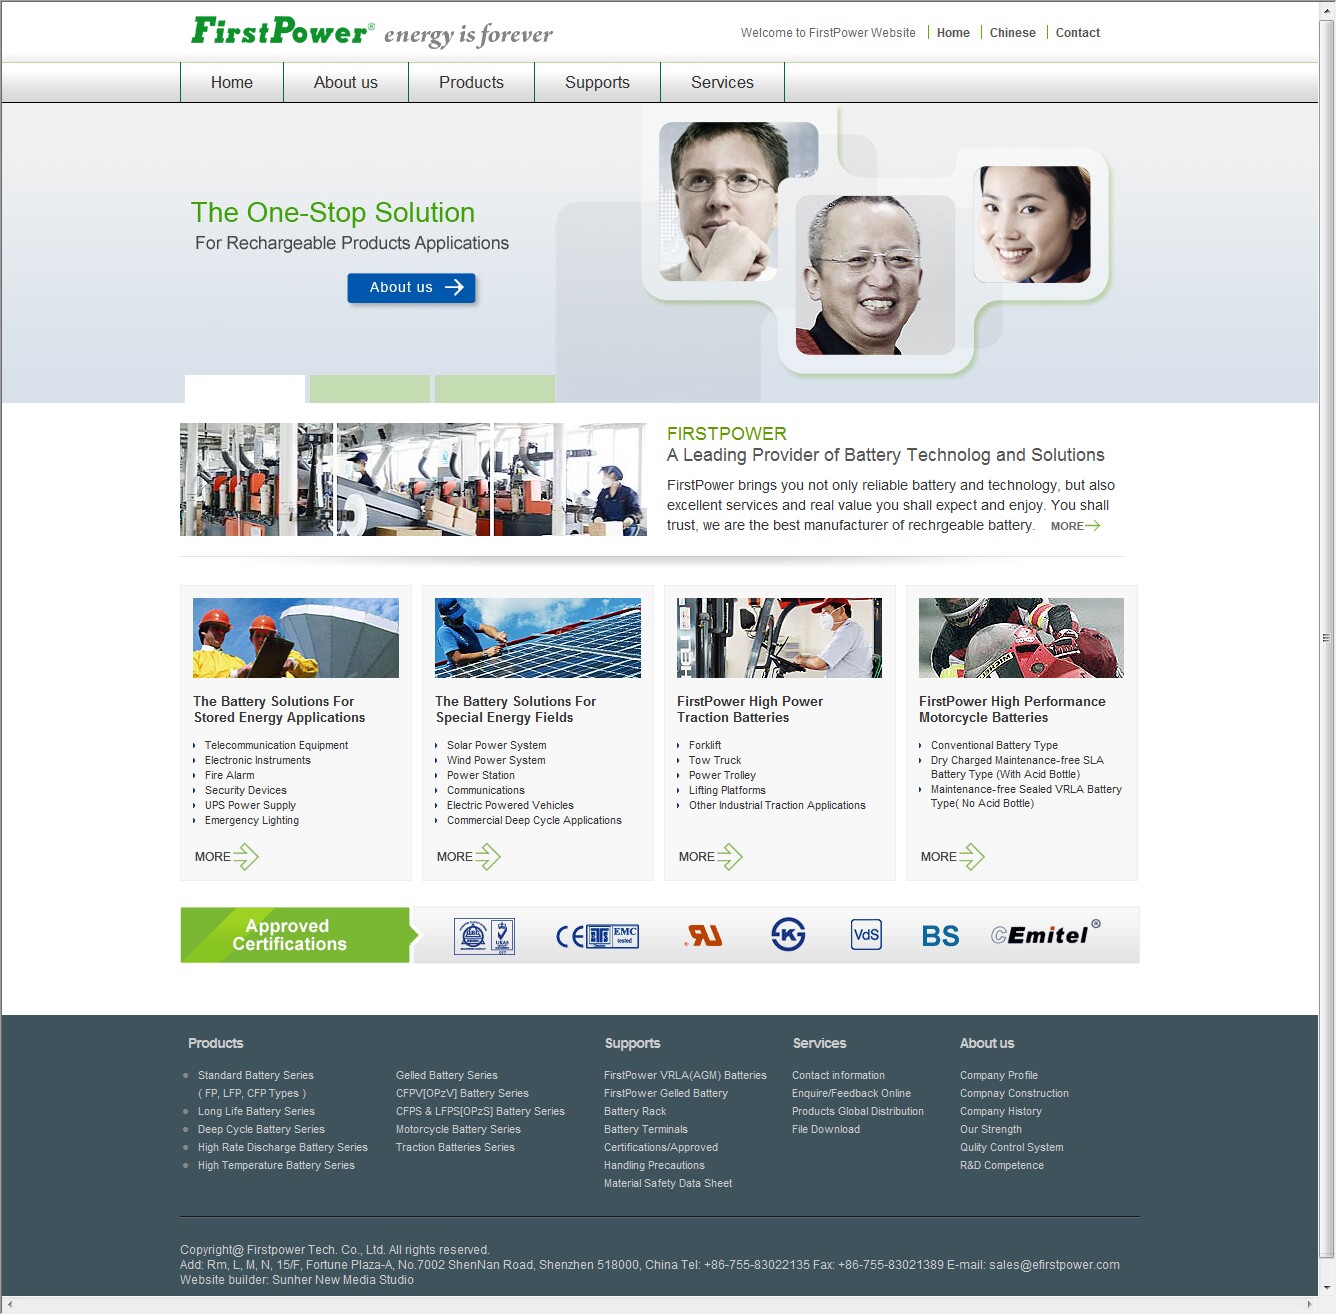 FirstPower® energy is forever
Welcome to FirstPower Website Home Chinese Contact
Home About us Products Supports Services
The One-Stop Solution
For Rechargeable Products Applications
About us
FIRSTPOWER
A Leading Provider of Battery Technolog and Solutions
FirstPower brings you not only reliable battery and technology, but also
excellent services and real value you shall expect and enjoy. You shall
trust, we are the best manufacturer of rechrgeable battery. MORE
The Battery Solutions For
Stored Energy Applications
Telecommunication Equipment
Electronic Instruments
Fire Alarm
Security Devices
UPS Power Supply
Emergency Lighting
MORE
The Battery Solutions For
Special Energy Fields
Solar Power System
Wind Power System
Power Station
Communications
Electric Powered Vehicles
Commercial Deep Cycle Applications
MORE
FirstPower High Power
Traction Batteries
Forklift
Tow Truck
Power Trolley
Lifting Platforms
Other Industrial Traction Applications
MORE
FirstPower High Performance
Motorcycle Batteries
Conventional Battery Type
Dry Charged Maintenance-free SLA
Battery Type (With Acid Bottle)
Maintenance-free Sealed VRLA Battery
Type( No Acid Bottle)
MORE
Approved
Certifications
CE EMC
tested
VdS
BS
CEmitel®
Products
Standard Battery Series
( FP, LFP, CFP Types )
Long Life Battery Series
Deep Cycle Battery Series
High Rate Discharge Battery Series
High Temperature Battery Series
Gelled Battery Series
CFPV[OPzV] Battery Series
CFPS & LFPS[OPzS] Battery Series
Motorcycle Battery Series
Traction Batteries Series
Supports
FirstPower VRLA(AGM) Batteries
FirstPower Gelled Battery
Battery Rack
Battery Terminals
Certifications/Approved
Handling Precautions
Material Safety Data Sheet
Services
Contact information
Enquire/Feedback Online
Products Global Distribution
File Download
About us
Company Profile
Compnay Construction
Company History
Our Strength
Qulity Control System
R&D Competence
Copyright@ Firstpower Tech. Co., Ltd. All rights reserved.
Add: Rm, L, M, N, 15/F, Fortune Plaza-A, No.7002 ShenNan Road, Shenzhen 518000, China Tel: +86-755-83022135 Fax: +86-755-83021389 E-mail: sales@efirstpower.com
Website builder: Sunher New Media Studio